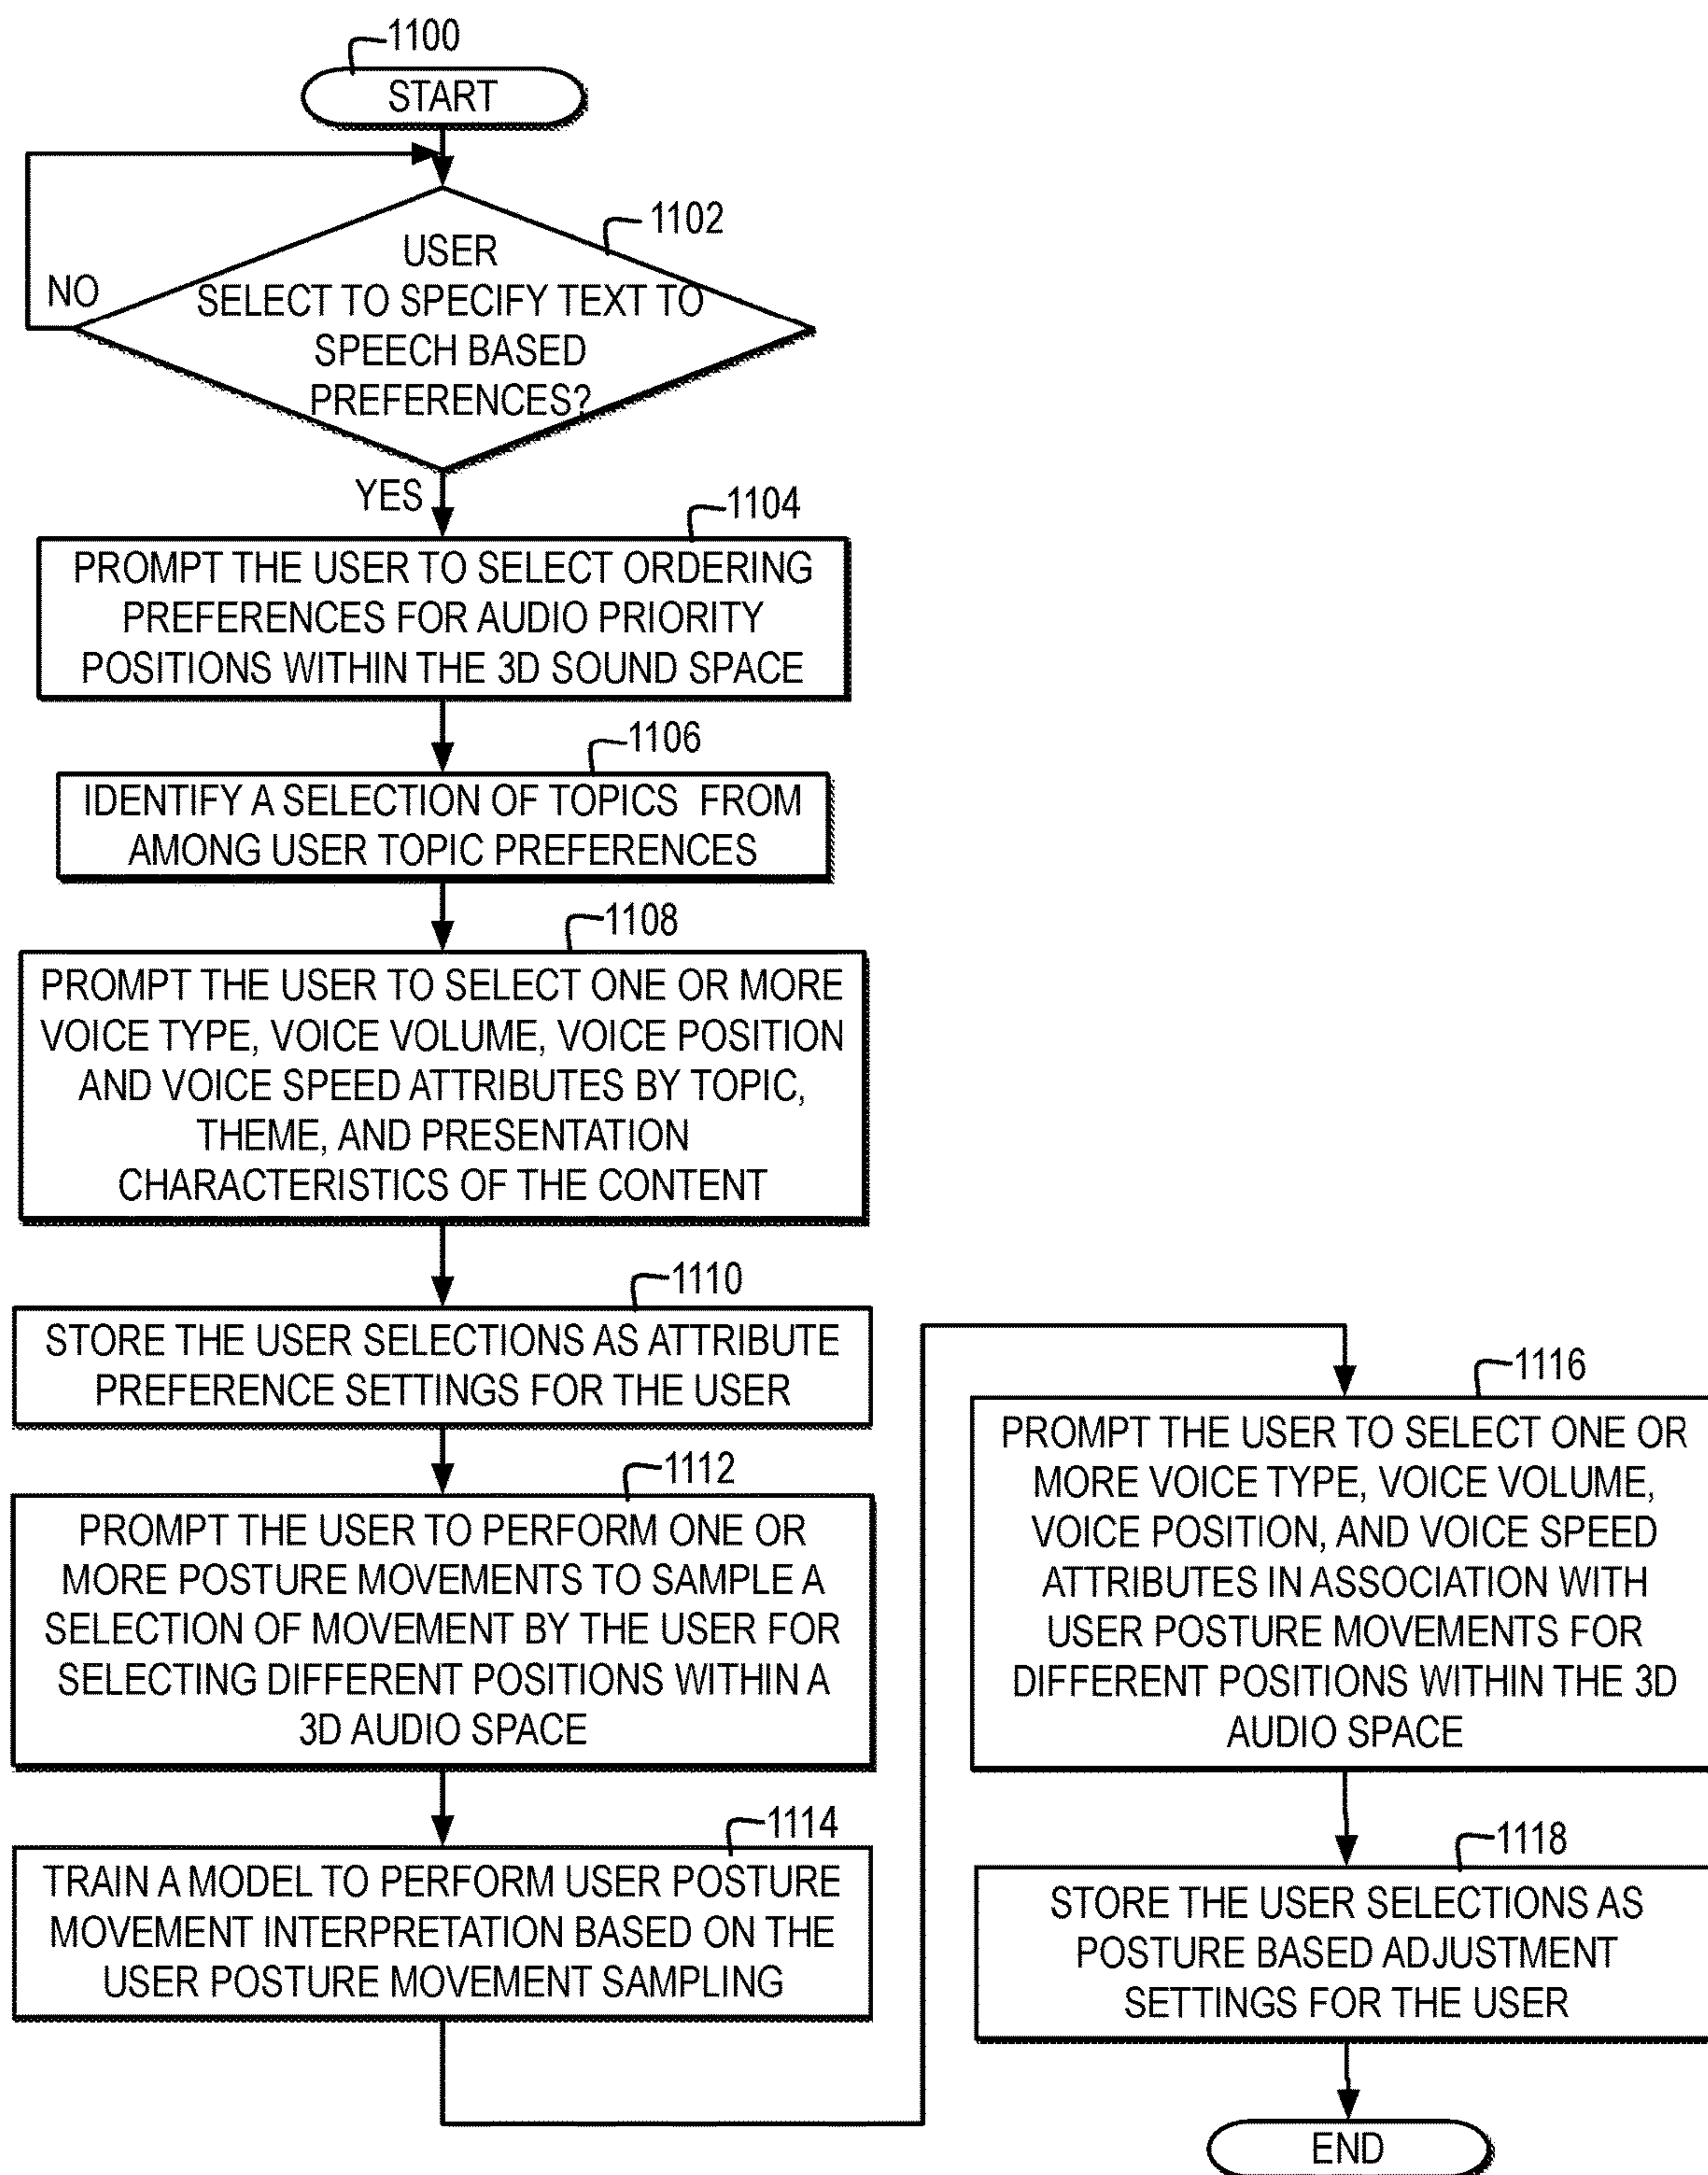 1100
START
1102
USER
SELECT TO SPECIFY TEXT TO
SPEECH BASED
PREFERENCES?
NO
YES
1104
PROMPT THE USER TO SELECT ORDERING
PREFERENCES FOR AUDIO PRIORITY
POSITIONS WITHIN THE 3D SOUND SPACE
1106
IDENTIFY A SELECTION OF TOPICS FROM
AMONG USER TOPIC PREFERENCES
1108
PROMPT THE USER TO SELECT ONE OR MORE
VOICE TYPE, VOICE VOLUME, VOICE POSITION
AND VOICE SPEED ATTRIBUTES BY TOPIC,
THEME, AND PRESENTATION
CHARACTERISTICS OF THE CONTENT
1110
STORE THE USER SELECTIONS AS ATTRIBUTE
PREFERENCE SETTINGS FOR THE USER
1112
PROMPT THE USER TO PERFORM ONE OR
MORE POSTURE MOVEMENTS TO SAMPLE A
SELECTION OF MOVEMENT BY THE USER FOR
SELECTING DIFFERENT POSITIONS WITHIN A
3D AUDIO SPACE
1114
TRAIN A MODEL TO PERFORM USER POSTURE
MOVEMENT INTERPRETATION BASED ON THE
USER POSTURE MOVEMENT SAMPLING
1116
PROMPT THE USER TO SELECT ONE OR
MORE VOICE TYPE, VOICE VOLUME,
VOICE POSITION, AND VOICE SPEED
ATTRIBUTES IN ASSOCIATION WITH
USER POSTURE MOVEMENTS FOR
DIFFERENT POSITIONS WITHIN THE 3D
AUDIO SPACE
1118
STORE THE USER SELECTIONS AS
POSTURE BASED ADJUSTMENT
SETTINGS FOR THE USER
END